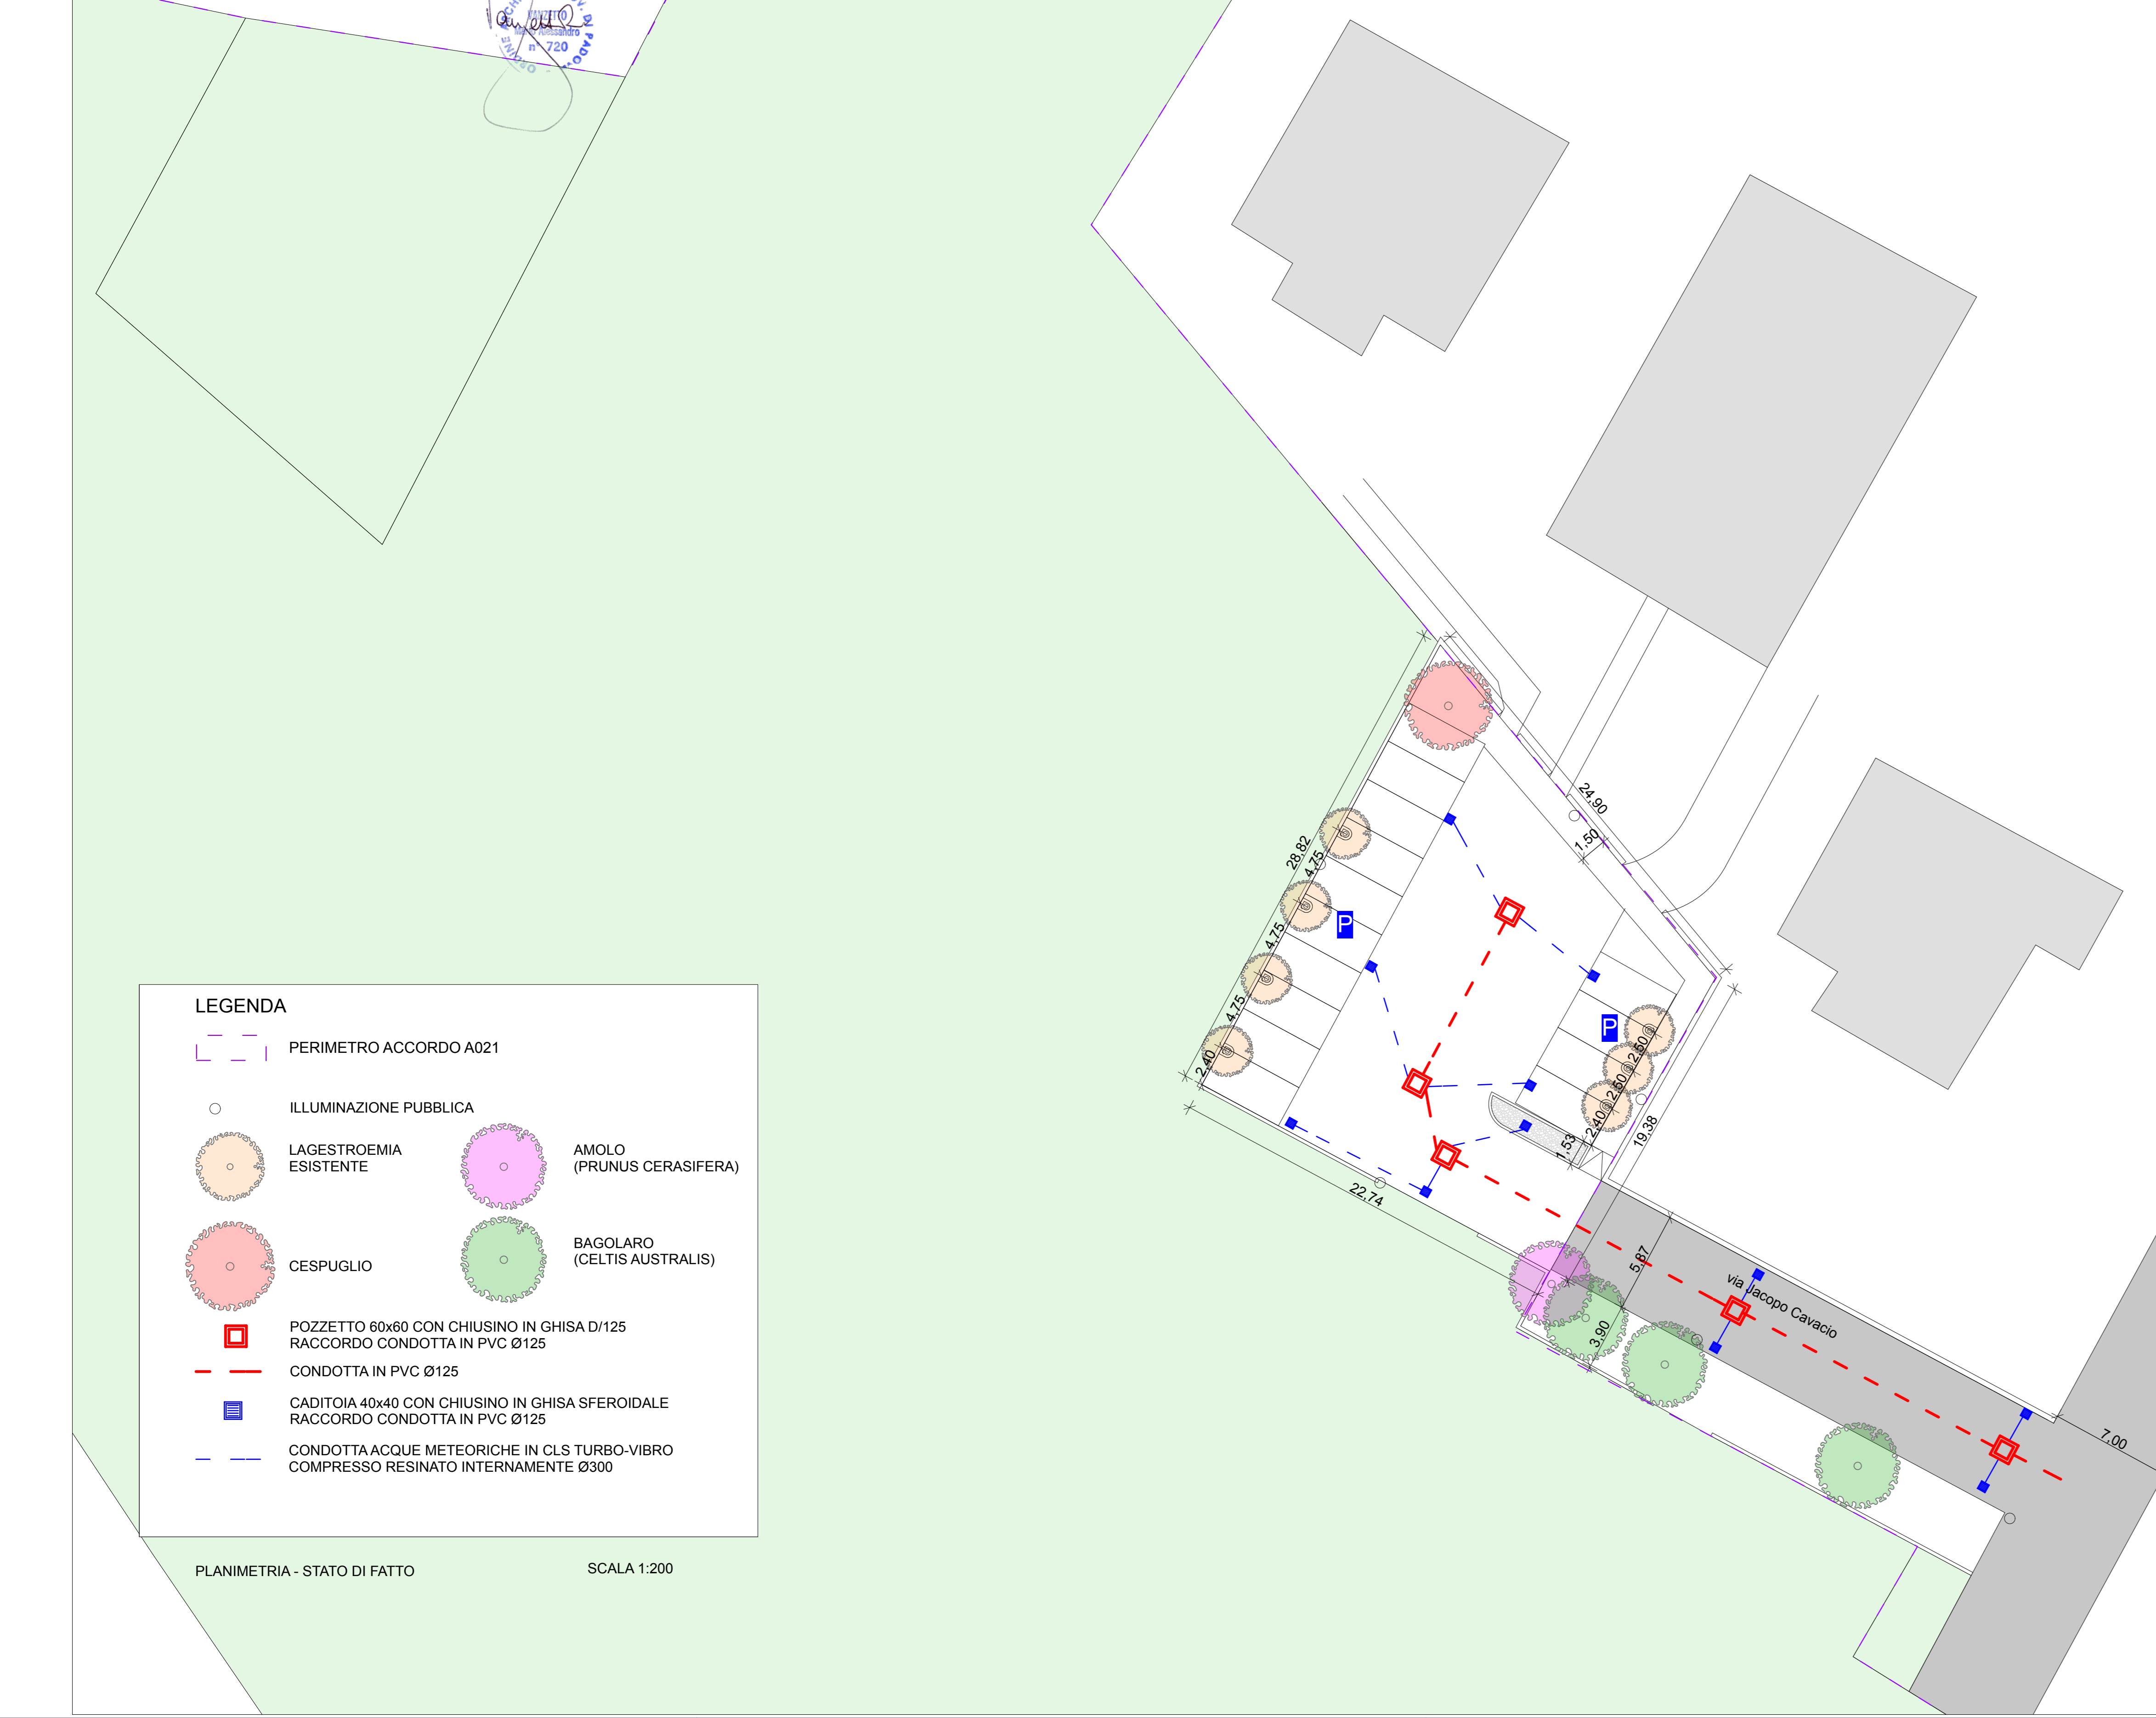 VANZETTO
Alessandro
n° 720
24,90
1,50
28,82
4,75
P
4,75
4,75
2,40
P
2,50
2,50
2,40
1,53
19,38
22,74
5,87
3,90
via Jacopo Cavacio
7,00
LEGENDA
PERIMETRO ACCORDO A021
ILLUMINAZIONE PUBBLICA
LAGESTROEMIA
ESISTENTE
AMOLO
(PRUNUS CERASIFERA)
CESPUGLIO
BAGOLARO
(CELTIS AUSTRALIS)
POZZETTO 60x60 CON CHIUSINO IN GHISA D/125
RACCORDO CONDOTTA IN PVC Ø125
CONDOTTA IN PVC Ø125
CADITOIA 40x40 CON CHIUSINO IN GHISA SFEROIDALE
RACCORDO CONDOTTA IN PVC Ø125
CONDOTTA ACQUE METEORICHE IN CLS TURBO-VIBRO
COMPRESSO RESINATO INTERNAMENTE Ø300
PLANIMETRIA - STATO DI FATTO
SCALA 1:200